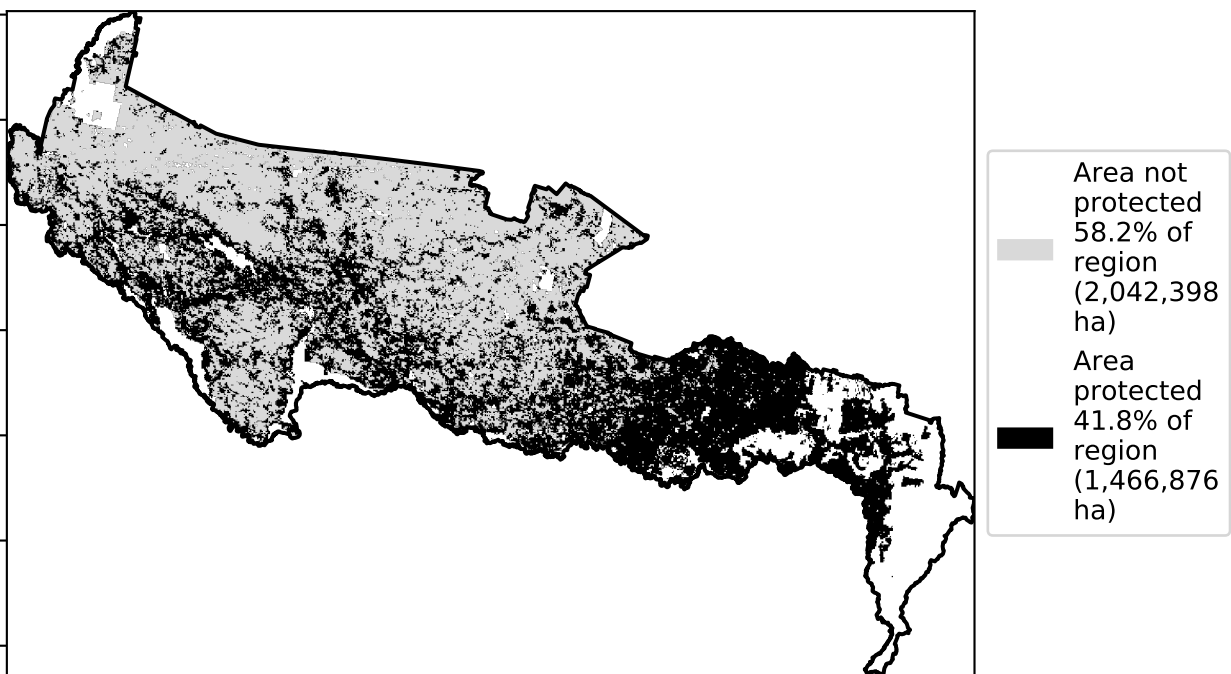 Area not
protected
58.2% of
region
(2,042,398
ha)
Area
protected
41.8% of
region
(1,466,876
ha)